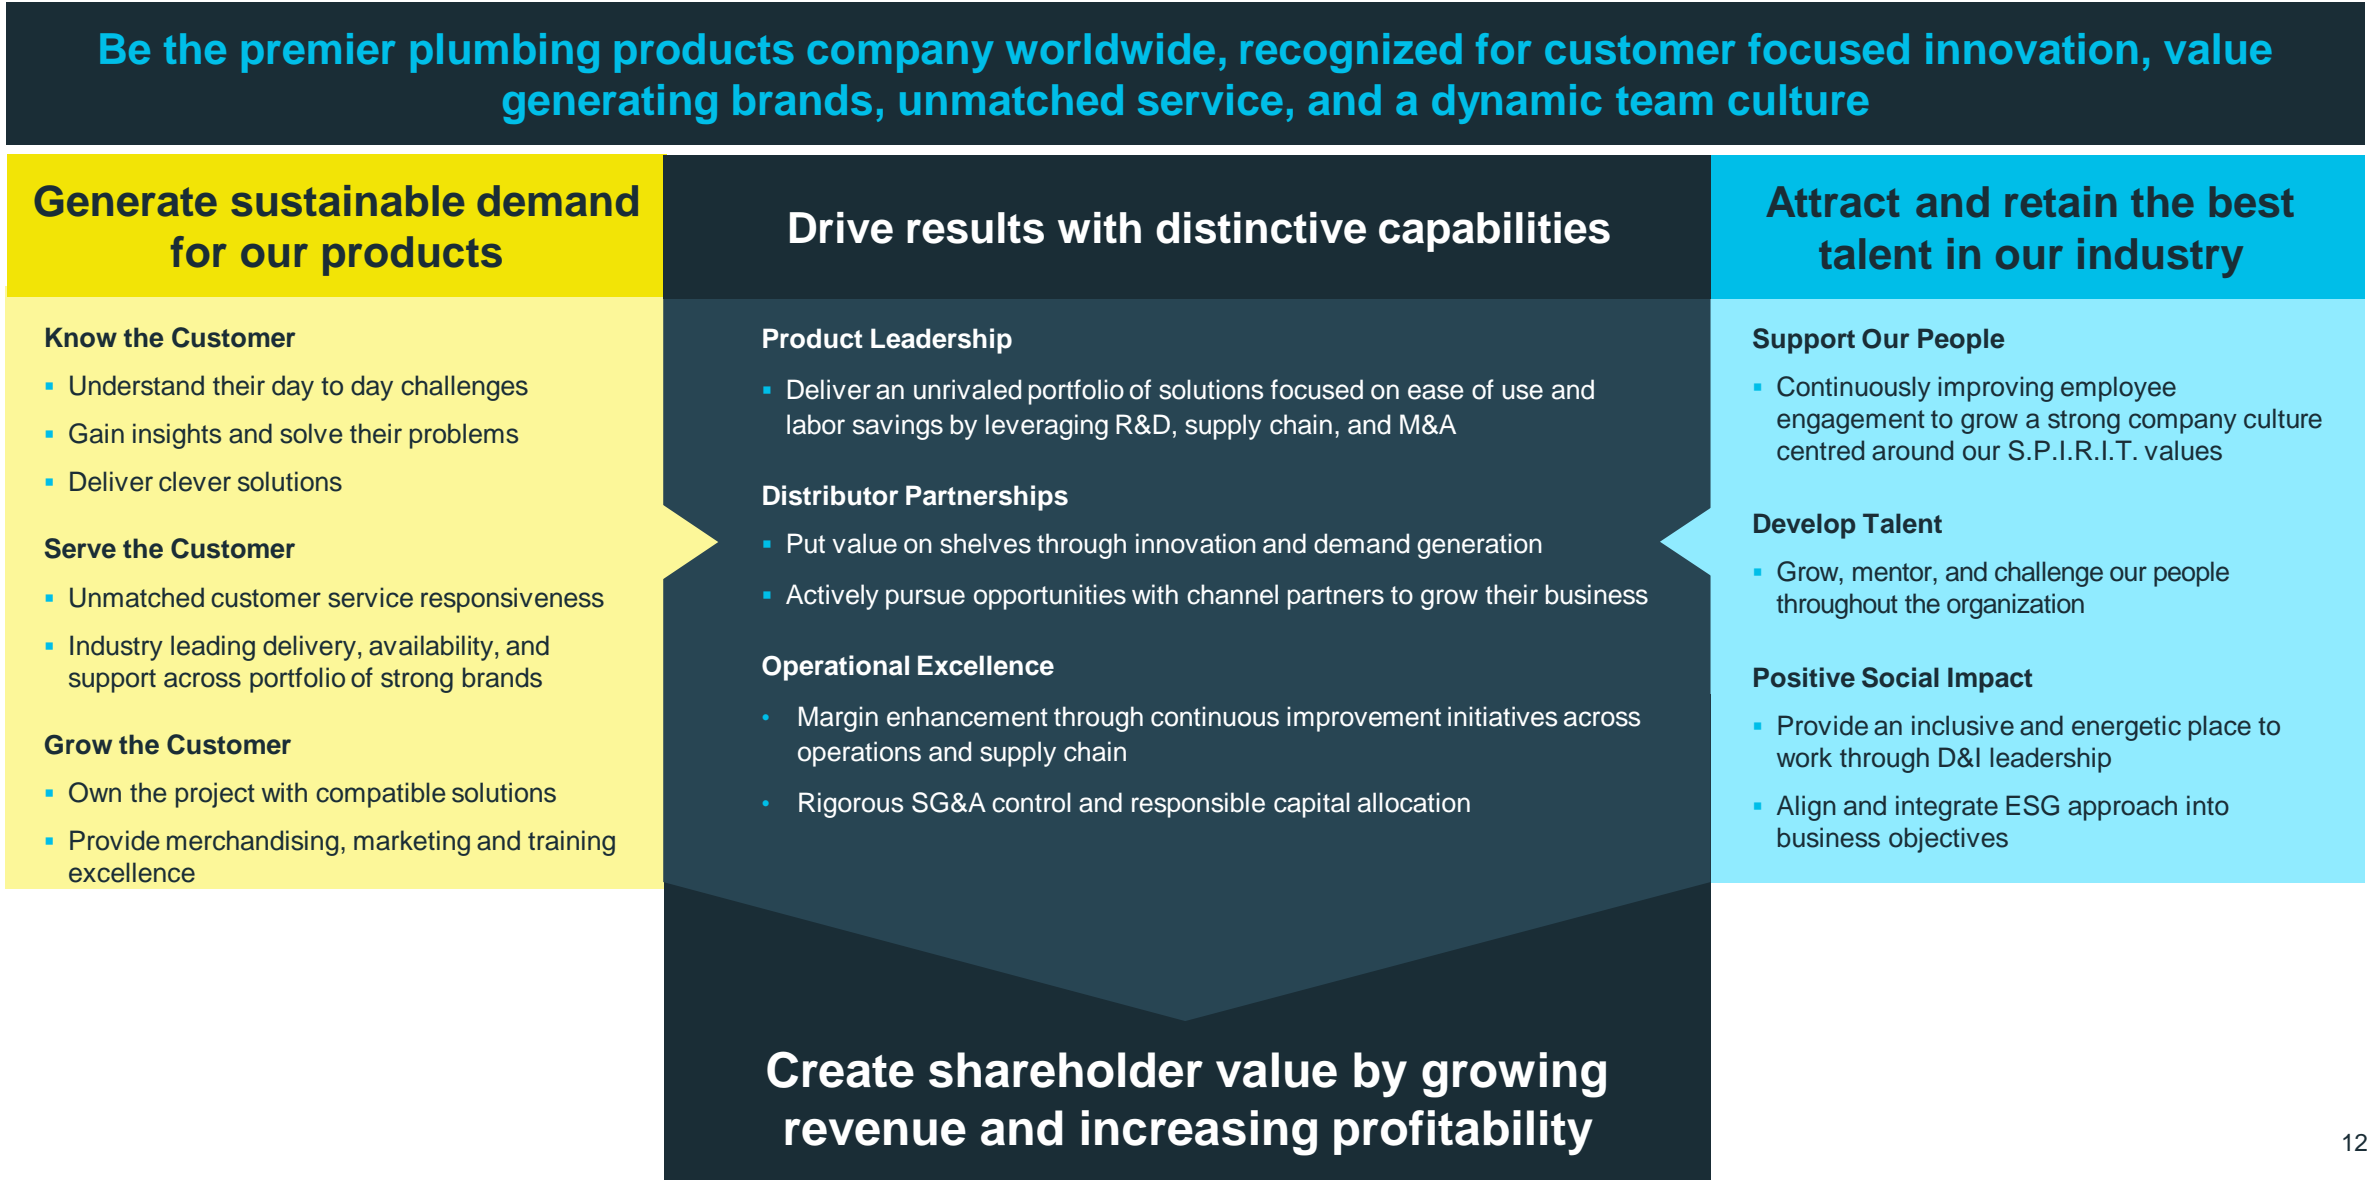 Be the premier plumbing products company worldwide, recognized for customer focused innovation, value
generating brands, unmatched service, and a dynamic team culture
Generate sustainable demand
for our products
Know the Customer
▪ Understand their day to day challenges
▪ Gain insights and solve their problems
▪ Deliver clever solutions
Serve the Customer
▪ Unmatched customer service responsiveness
▪ Industry leading delivery, availability, and
support across portfolio of strong brands
Grow the Customer
▪ Own the project with compatible solutions
▪ Provide merchandising, marketing and training
excellence
Drive results with distinctive capabilities
Product Leadership
▪ Deliver an unrivaled portfolio of solutions focused on ease of use and
labor savings by leveraging R&D, supply chain, and M&A
Distributor Partnerships
▪ Put value on shelves through innovation and demand generation
▪ Actively pursue opportunities with channel partners to grow their business
Operational Excellence
• Margin enhancement through continuous improvement initiatives across
operations and supply chain
• Rigorous SG&A control and responsible capital allocation
Attract and retain the best
talent in our industry
Support Our People
▪ Continuously improving employee
engagement to grow a strong company culture
centred around our S.P.I.R.I.T. values
Develop Talent
▪ Grow, mentor, and challenge our people
throughout the organization
Positive Social Impact
▪ Provide an inclusive and energetic place to
work through D&I leadership
▪ Align and integrate ESG approach into
business objectives
Create shareholder value by growing
revenue and increasing profitability
12